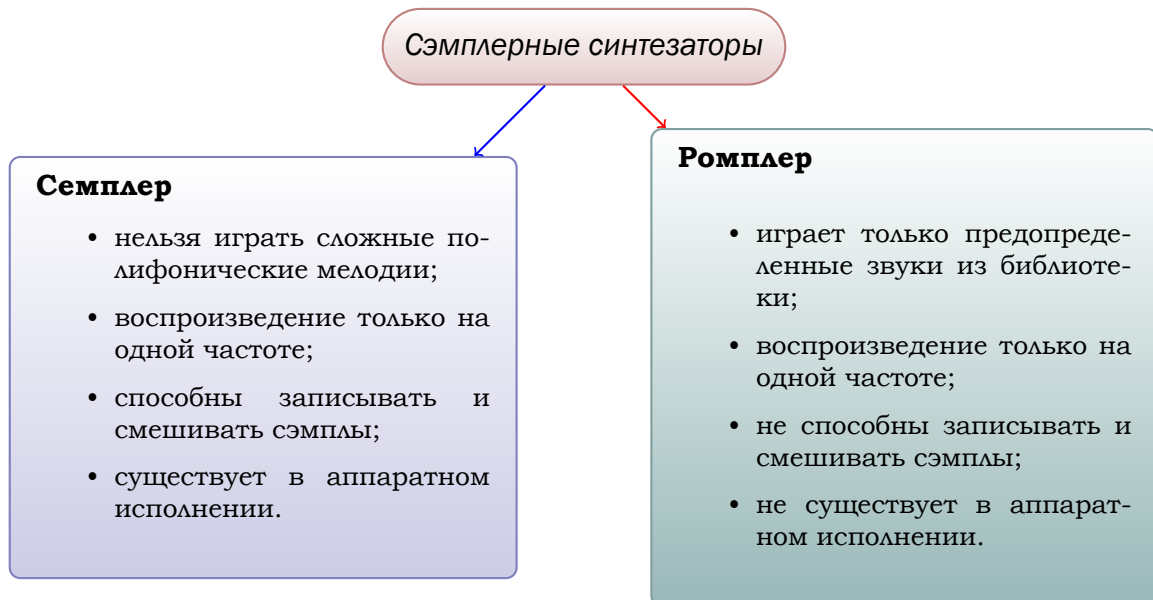 Сэмплерные синтезаторы
Семплер
• нельзя играть сложные по-
лифонические мелодии;
• воспроизведение только на
одной частоте;
• способны записывать и
смешивать сэмплы;
• существует в аппаратном
исполнении.
Ромплер
• играет только предопреде-
ленные звуки из библиоте-
ки;
• воспроизведение только на
одной частоте;
• не способны записывать и
смешивать сэмплы;
• не существует в аппарат-
ном исполнении.